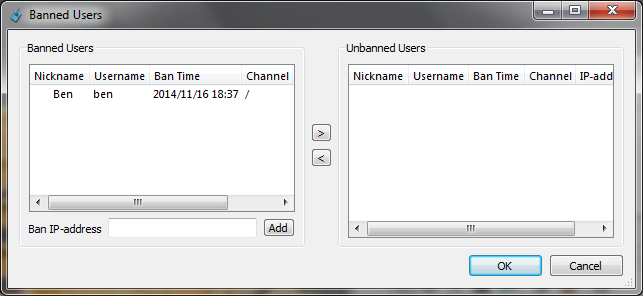 Banned Users
Banned Users
Nickname Username Ban Time Channel
Ben ben 2014/11/16 18:37 /
Ban IP-address Add
>
<
Unbanned Users
Nickname Username Ban Time Channel IP-add
OK Cancel